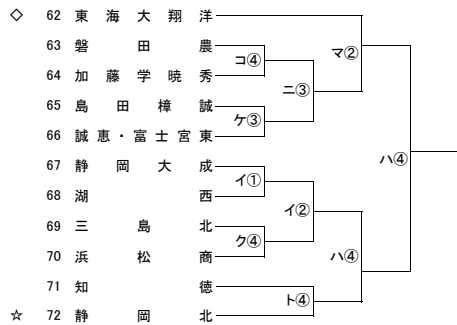 ◇ 62 東海大翔洋
63 磐田農
64 加藤学暁秀
65 島田樟誠
66 誠恵・富士宮東
67 静岡大成
68 湖西
69 三島北
70 浜松商
71 知徳
☆ 72 静岡北
マ②
コ④
ニ③
ケ③
ハ④
イ①
イ②
ク④
ハ④
ト④